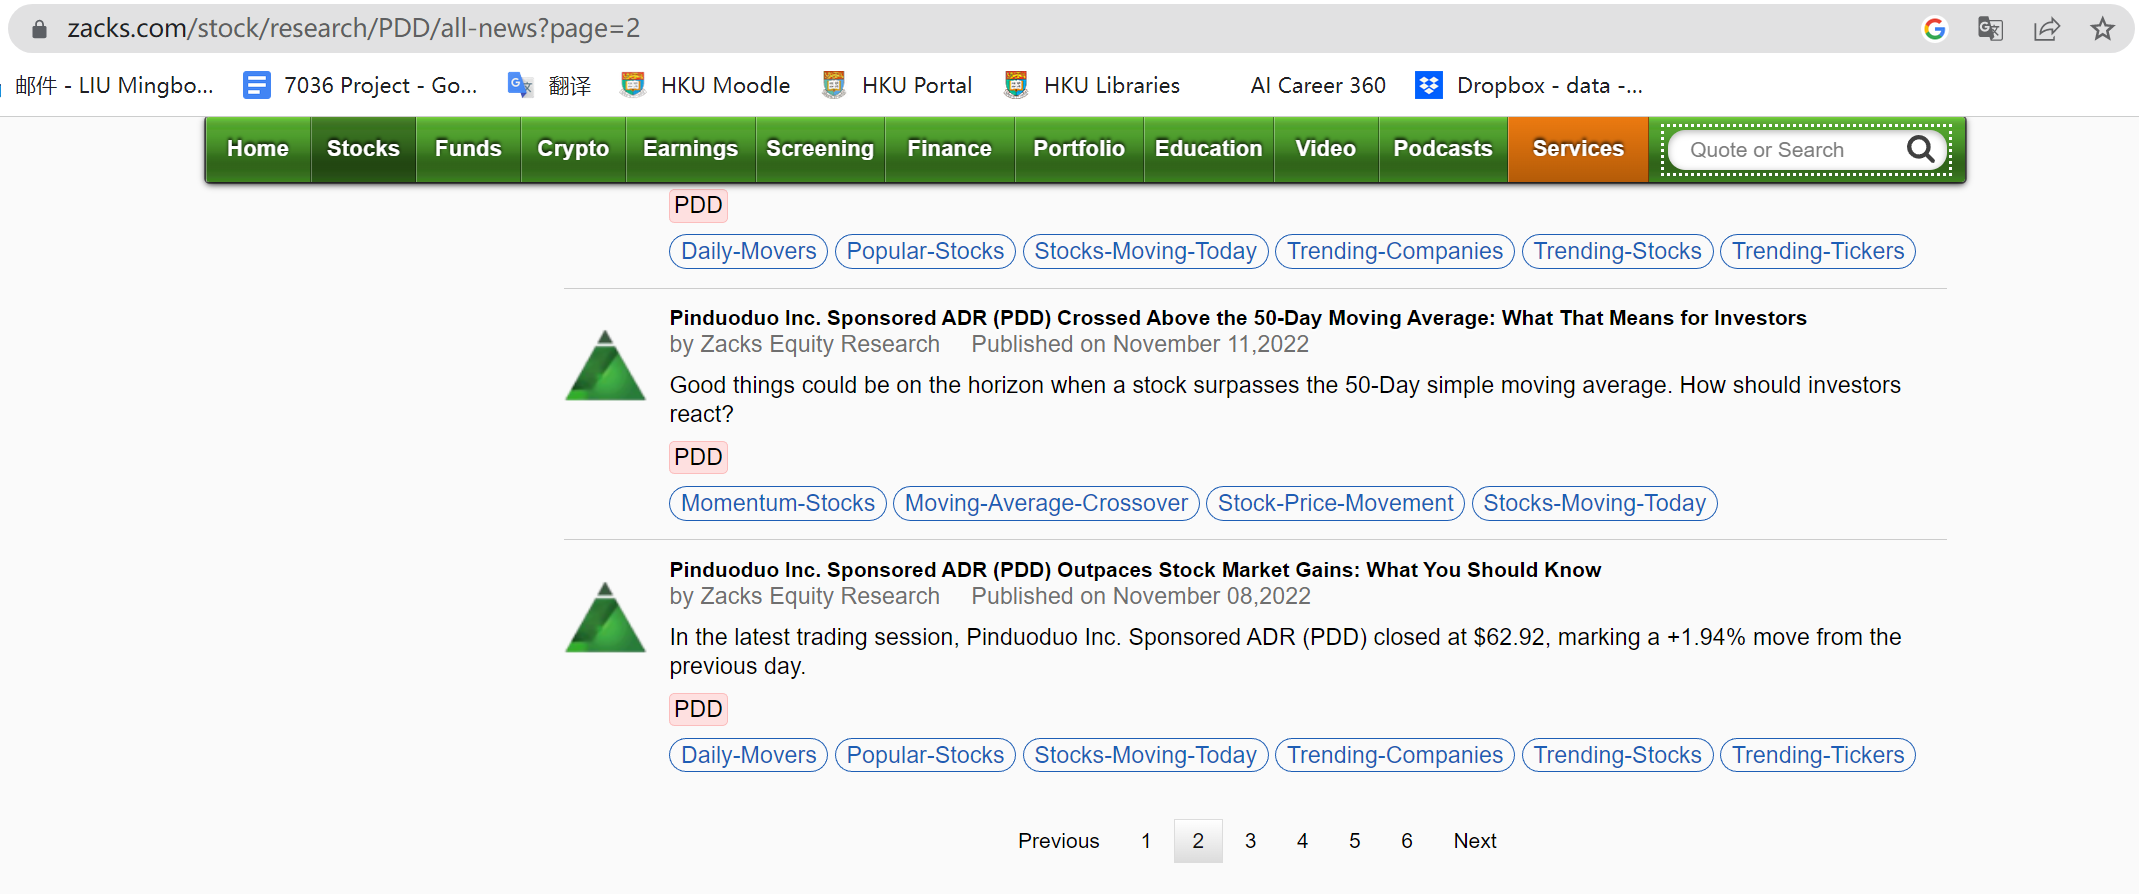 zacks.com/stock/research/PDD/all-news?page=2
邮件 - LIU Mingbo... 7036 Project - Go... 翻译 HKU Moodle HKU Portal HKU Libraries AI Career 360 Dropbox - data -...
Home Stocks Funds Crypto Earnings Screening Finance Portfolio Education Video Podcasts Services Quote or Search
PDD
Daily-Movers Popular-Stocks Stocks-Moving-Today Trending-Companies Trending-Stocks Trending-Tickers
Pinduoduo Inc. Sponsored ADR (PDD) Crossed Above the 50-Day Moving Average: What That Means for Investors
by Zacks Equity Research Published on November 11,2022
Good things could be on the horizon when a stock surpasses the 50-Day simple moving average. How should investors
react?
PDD
Momentum-Stocks Moving-Average-Crossover Stock-Price-Movement Stocks-Moving-Today
Pinduoduo Inc. Sponsored ADR (PDD) Outpaces Stock Market Gains: What You Should Know
by Zacks Equity Research Published on November 08,2022
In the latest trading session, Pinduoduo Inc. Sponsored ADR (PDD) closed at $62.92, marking a +1.94% move from the
previous day.
PDD
Daily-Movers Popular-Stocks Stocks-Moving-Today Trending-Companies Trending-Stocks Trending-Tickers
Previous 1 2 3 4 5 6 Next